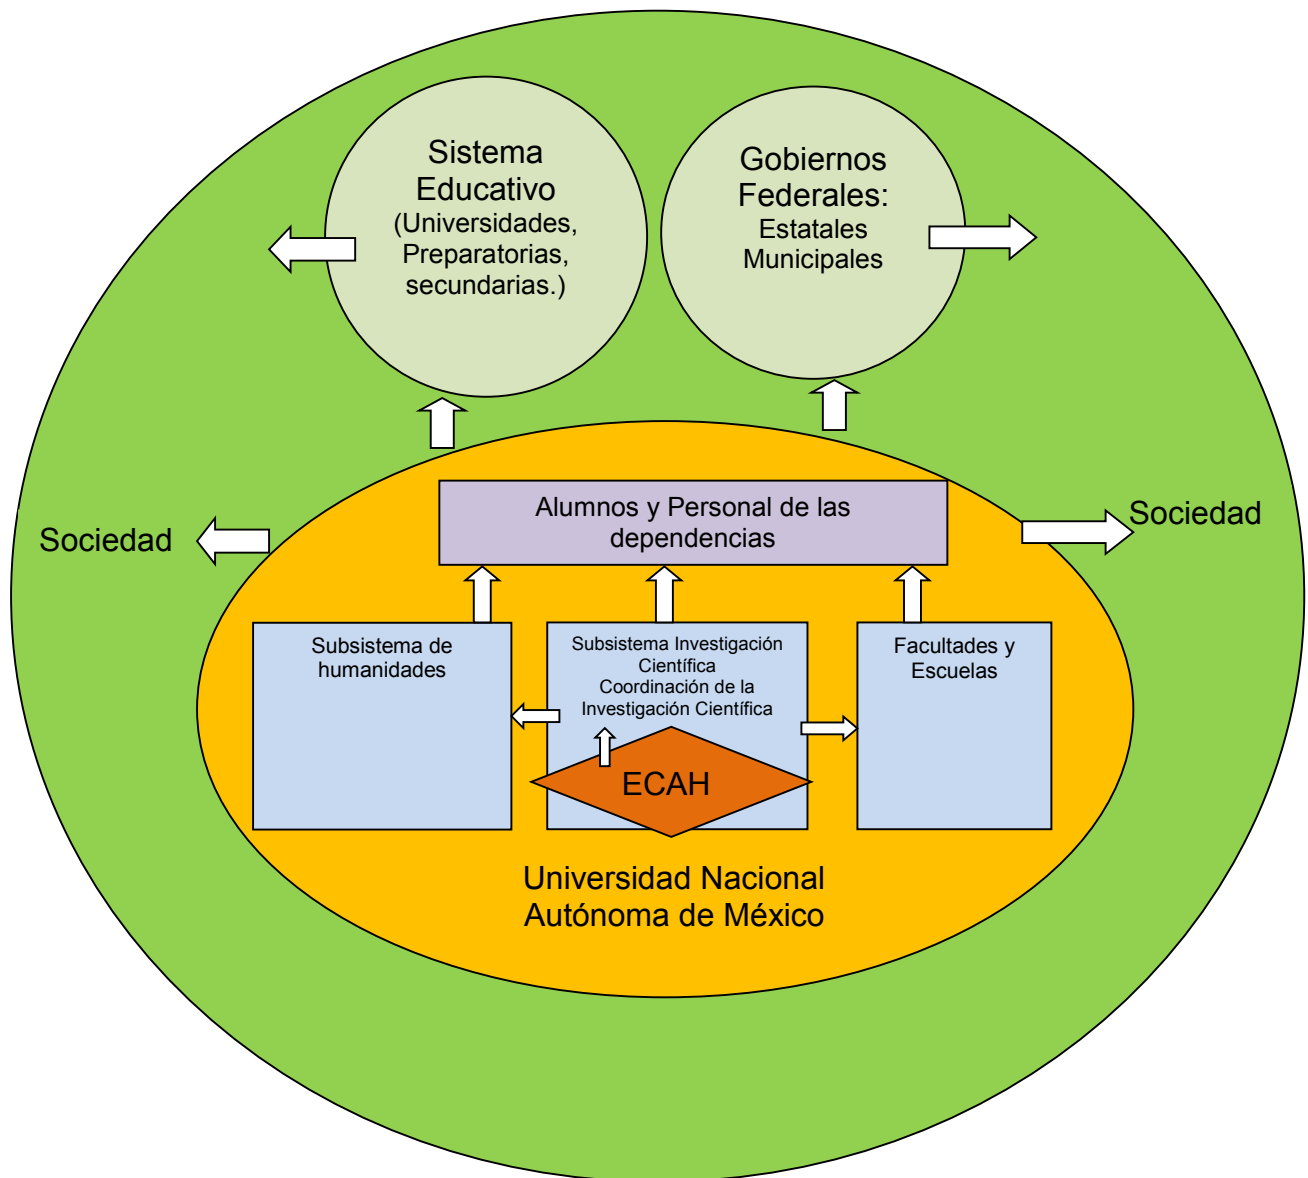 Sistema
Educativo
(Universidades,
Preparatorias,
secundarias.)
Gobiernos
Federales:
Estatales
Municipales
Sociedad
Sociedad
Alumnos y Personal de las
dependencias
Subsistema de
humanidades
Subsistema Investigación
Científica
Coordinación de la
Investigación Científica
Facultades y
Escuelas
ECAH
Universidad Nacional
Autónoma de México